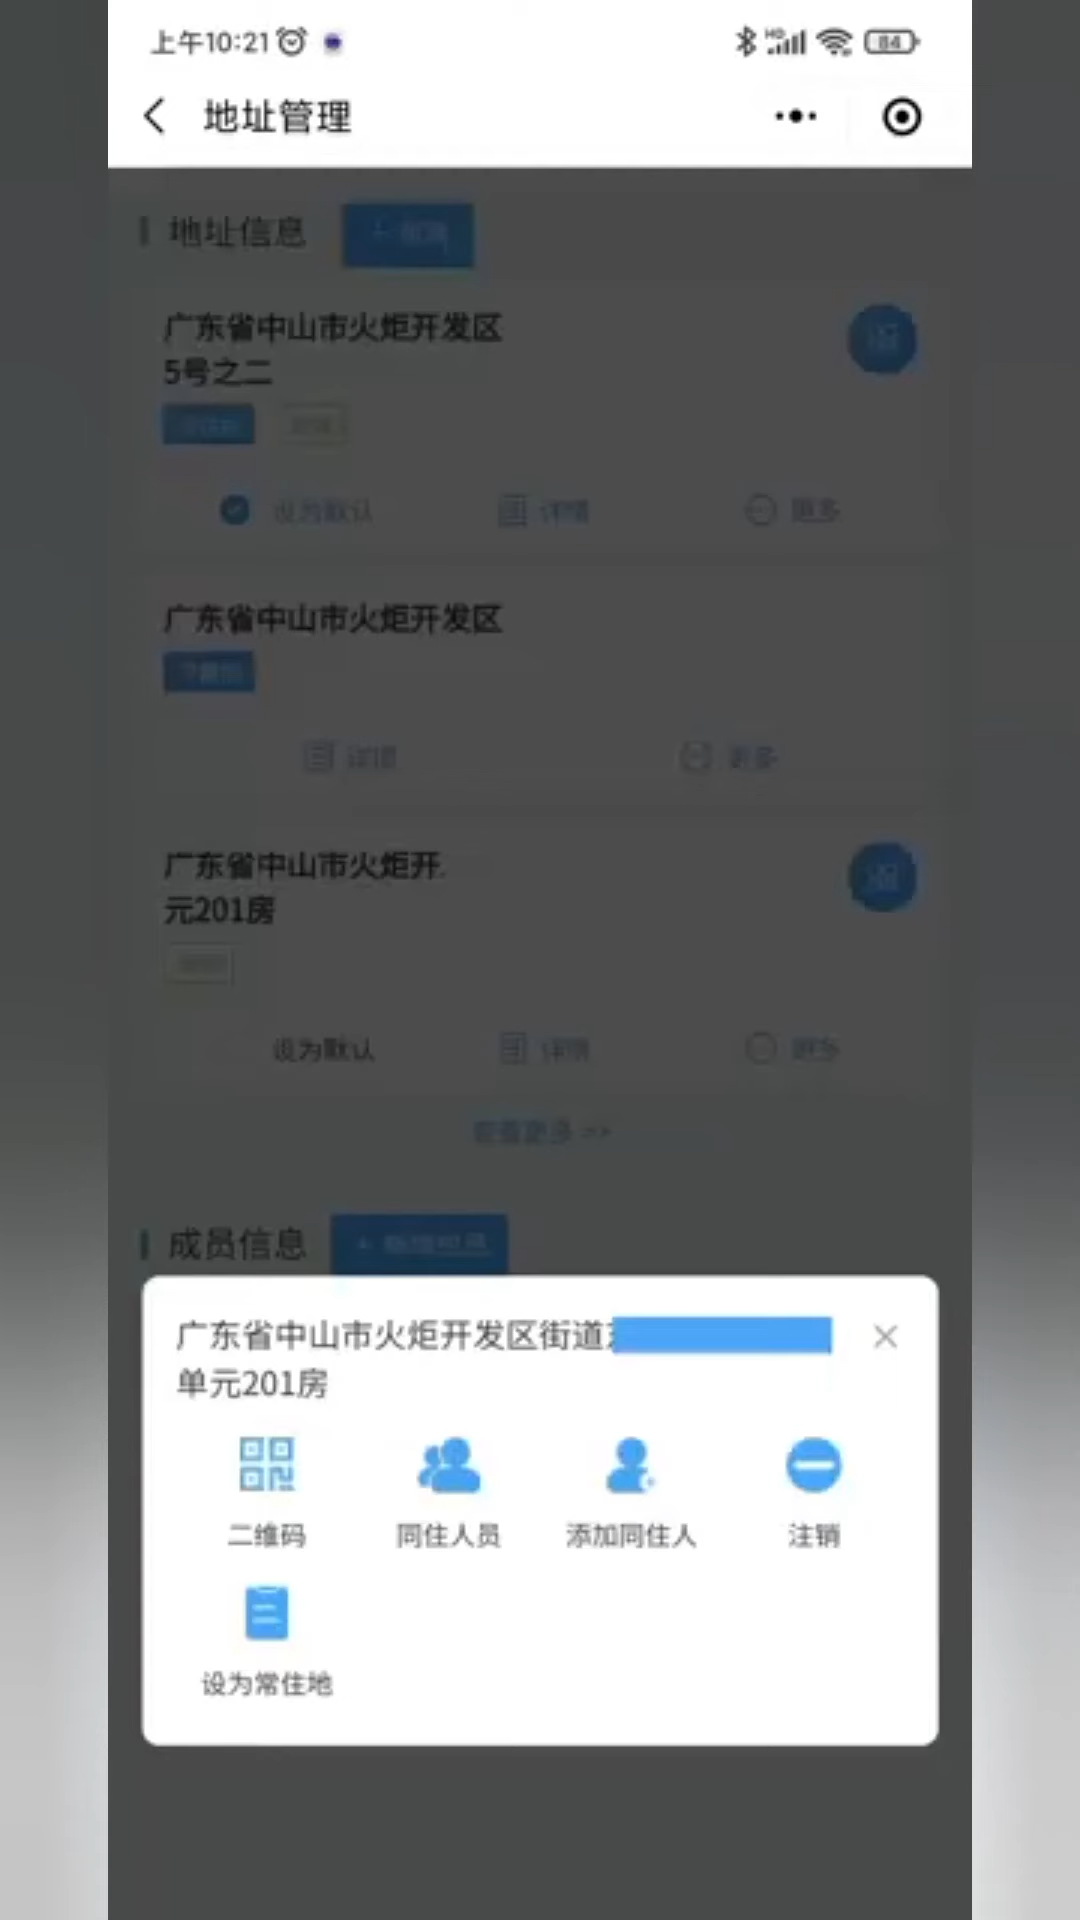 上午10:21
HD
84
地址管理
地址信息
广东省中山市火炬开发区
5号之二
设为默认
详情
更多
广东省中山市火炬开发区
详情
更多
广东省中山市火炬开
元201房
设为默认
详情
更多
查看更多 >>
成员信息
广东省中山市火炬开发区街道
单元201房
二维码
同住人员
添加同住人
注销
设为常住地